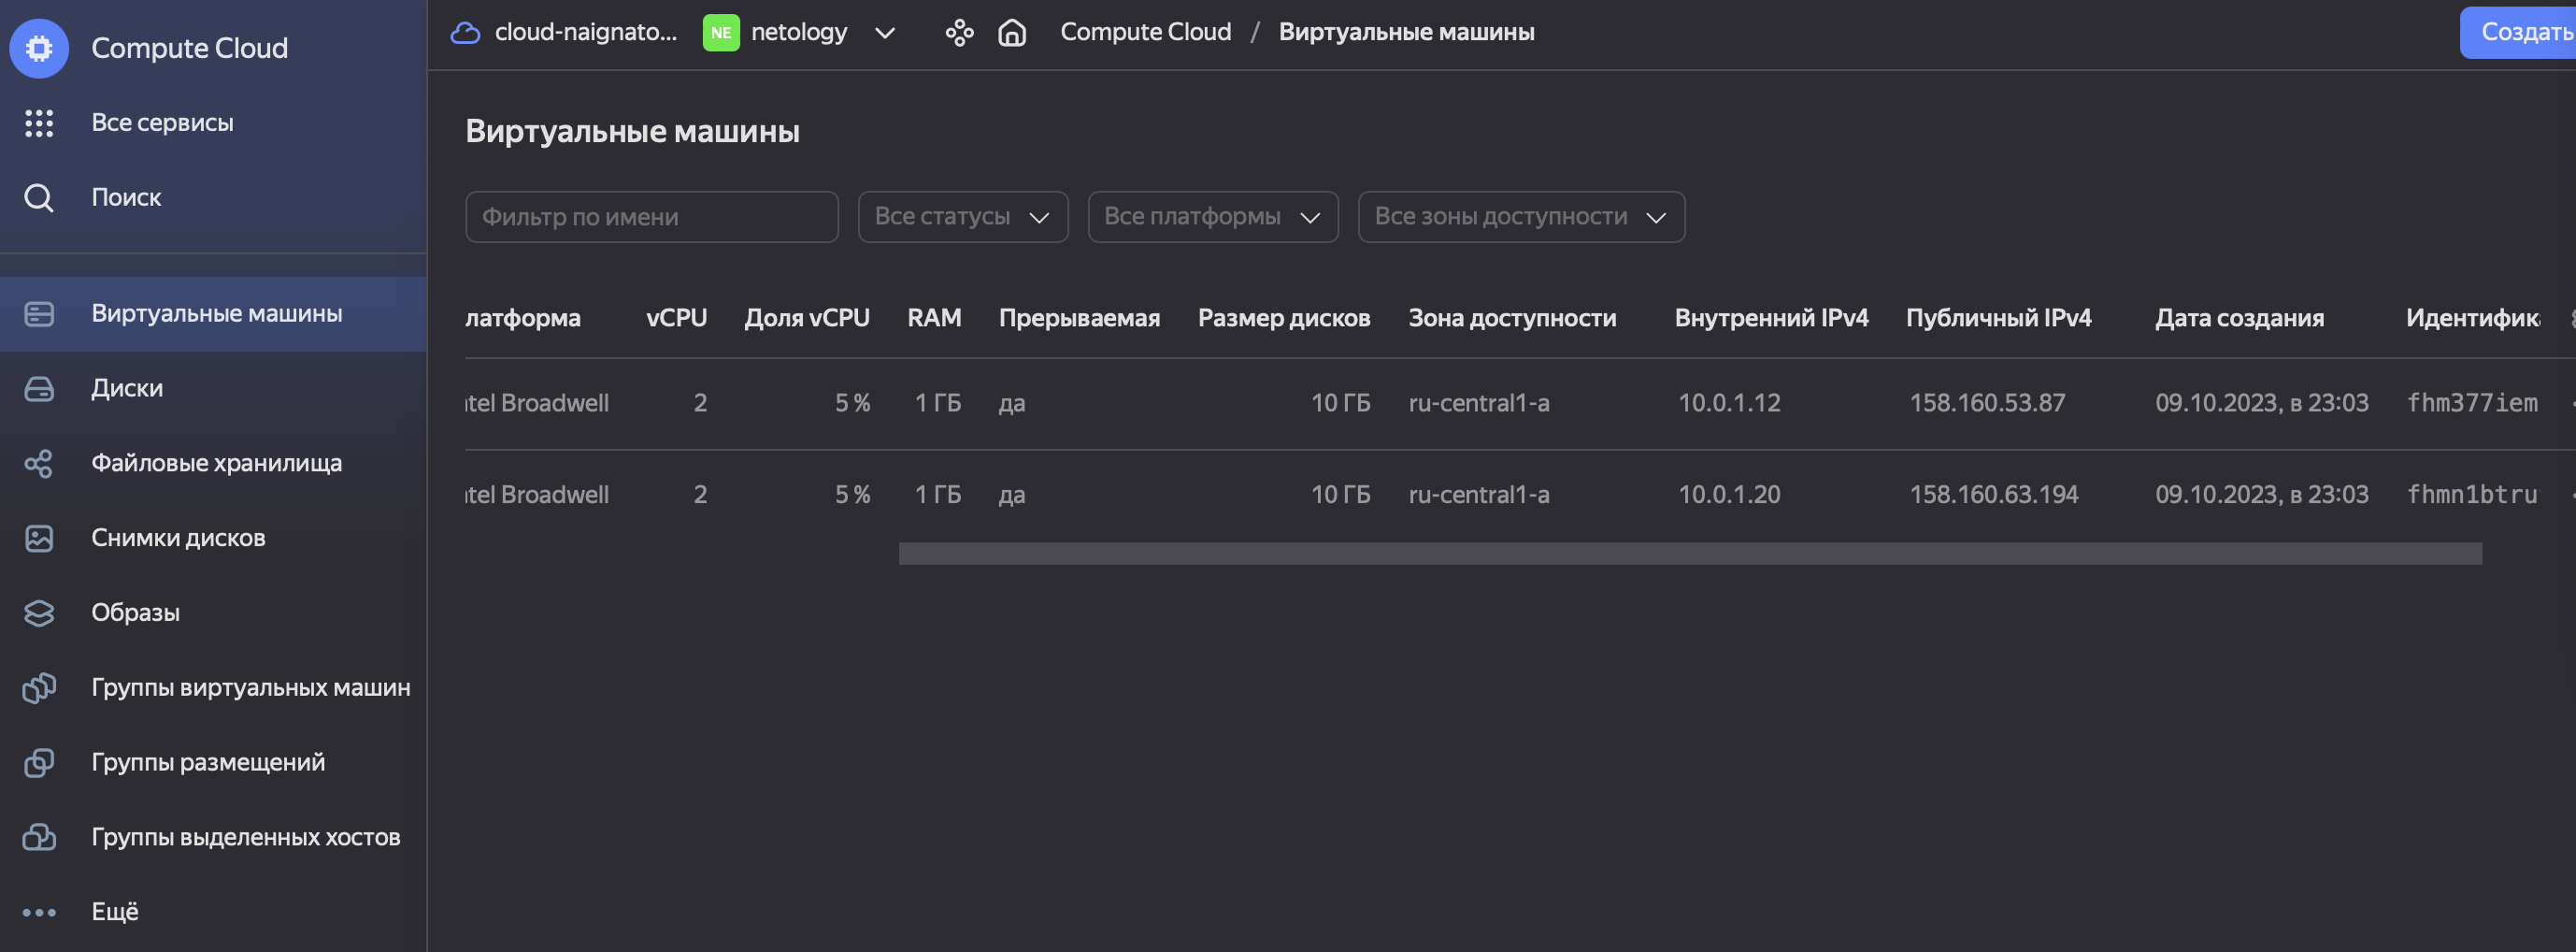 Compute Cloud
Все сервисы
Поиск
Виртуальные машины
Диски
Файловые хранилища
Снимки дисков
Образы
Группы виртуальных машин
Группы размещений
Группы выделенных хостов
Ещё
cloud-naignato... NE netology Compute Cloud / Виртуальные машины Создать
Виртуальные машины
Фильтр по имени Все статусы Все платформы Все зоны доступности
латформа vCPU Доля vCPU RAM Прерываемая Размер дисков Зона доступности Внутренний IPv4 Публичный IPv4 Дата создания Идентифик
tel Broadwell 2 5 % 1 ГБ да 10 ГБ ru-central1-a 10.0.1.12 158.160.53.87 09.10.2023, в 23:03 fhm377iem
tel Broadwell 2 5 % 1 ГБ да 10 ГБ ru-central1-a 10.0.1.20 158.160.63.194 09.10.2023, в 23:03 fhmn1btru